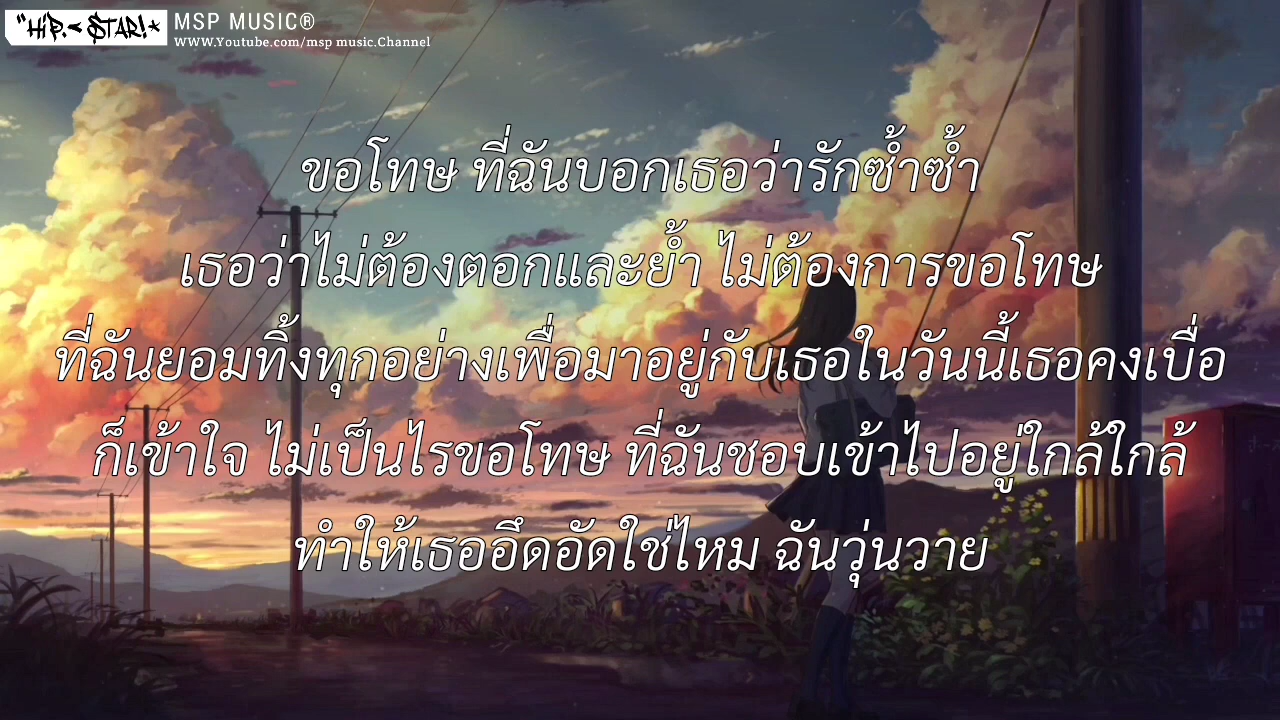 "HIP.< STAR!★
MSP MUSIC®
WWW.Youtube.com/msp music.Channel
ขอโทษ ที่ฉันบอกเธอว่ารักซ้ำซ้ำ
เธอว่าไม่ต้องตอกและย้ำ ไม่ต้องการขอโทษ
ที่ฉันยอมทิ้งทุกอย่างเพื่อมาอยู่กับเธอในวันนี้เธอคงเบื่อ
ก็เข้าใจ ไม่เป็นไรขอโทษ ที่ฉันชอบเข้าไปอยู่ใกล้ใกล้
ทำให้เธออึดอัดใช่ไหม ฉันวุ่นวาย